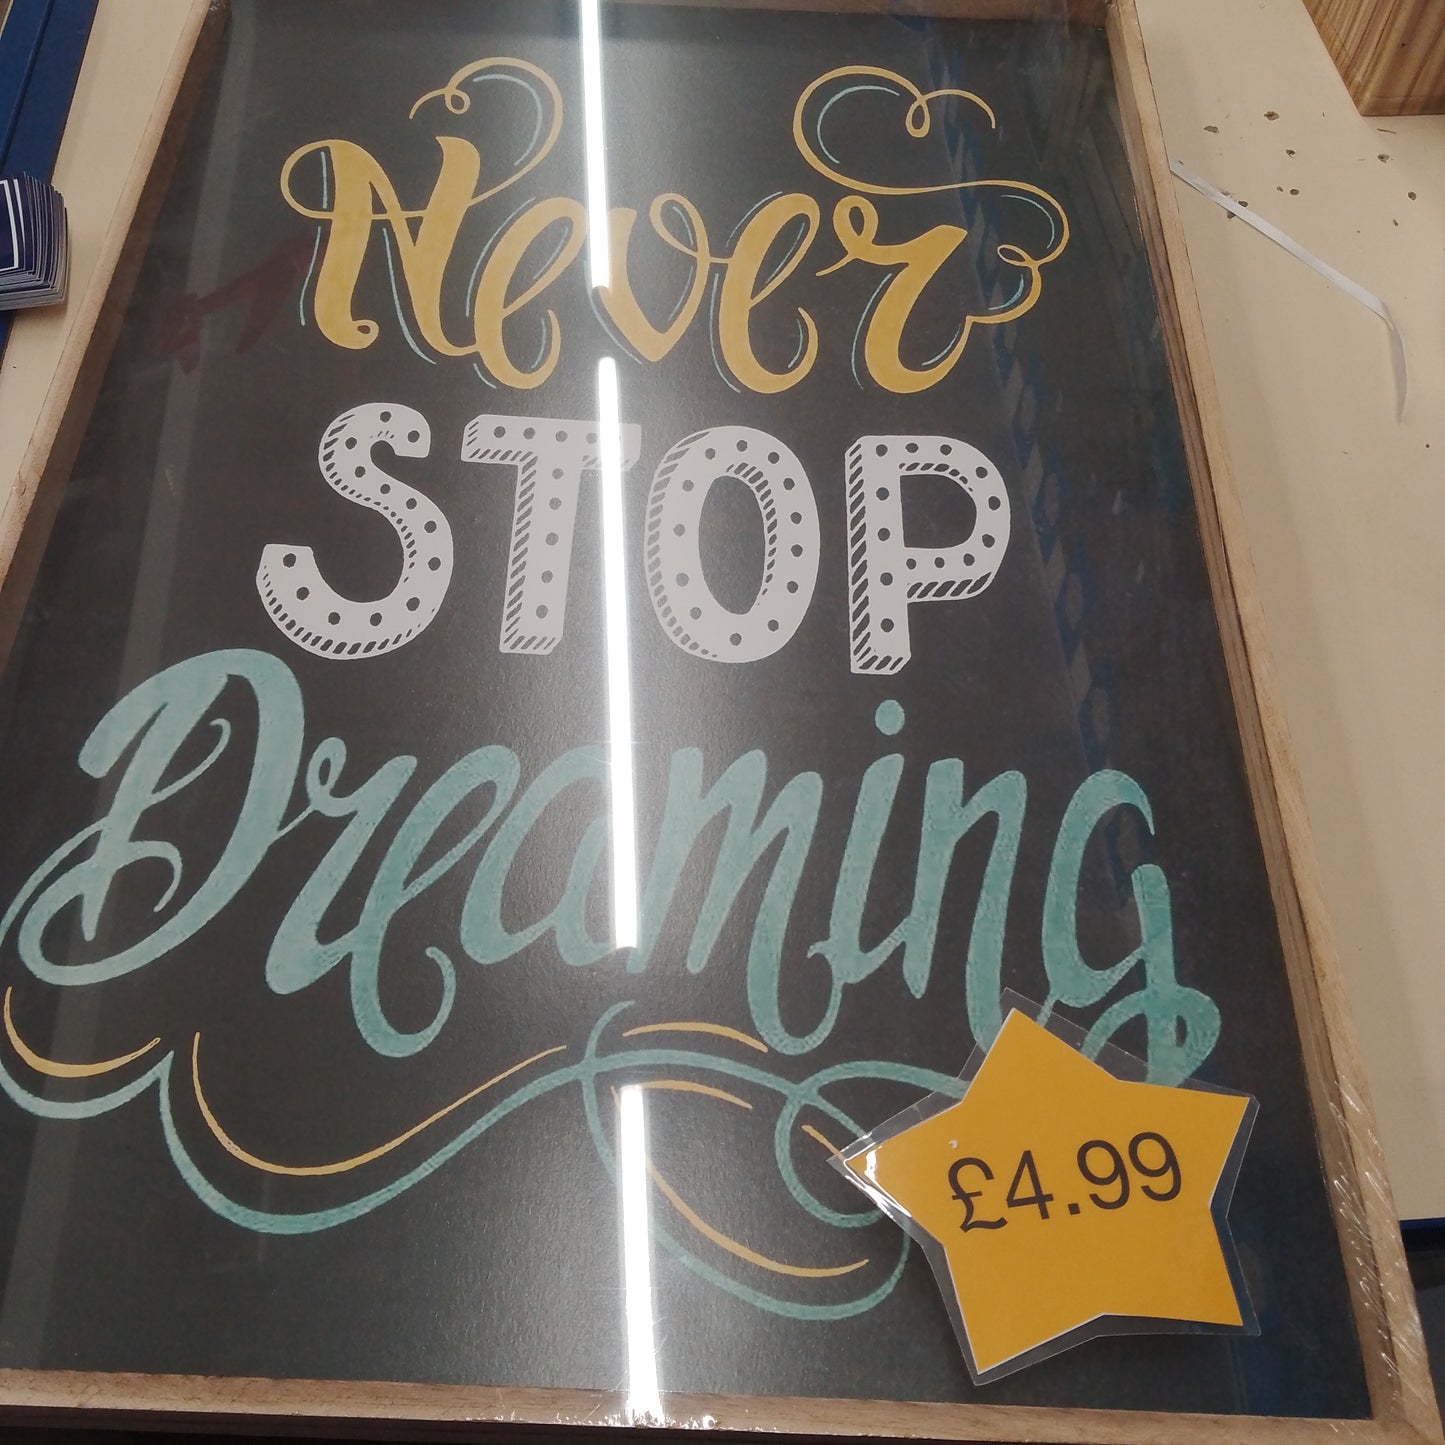 Never
STOP
Dreaming
£4.99